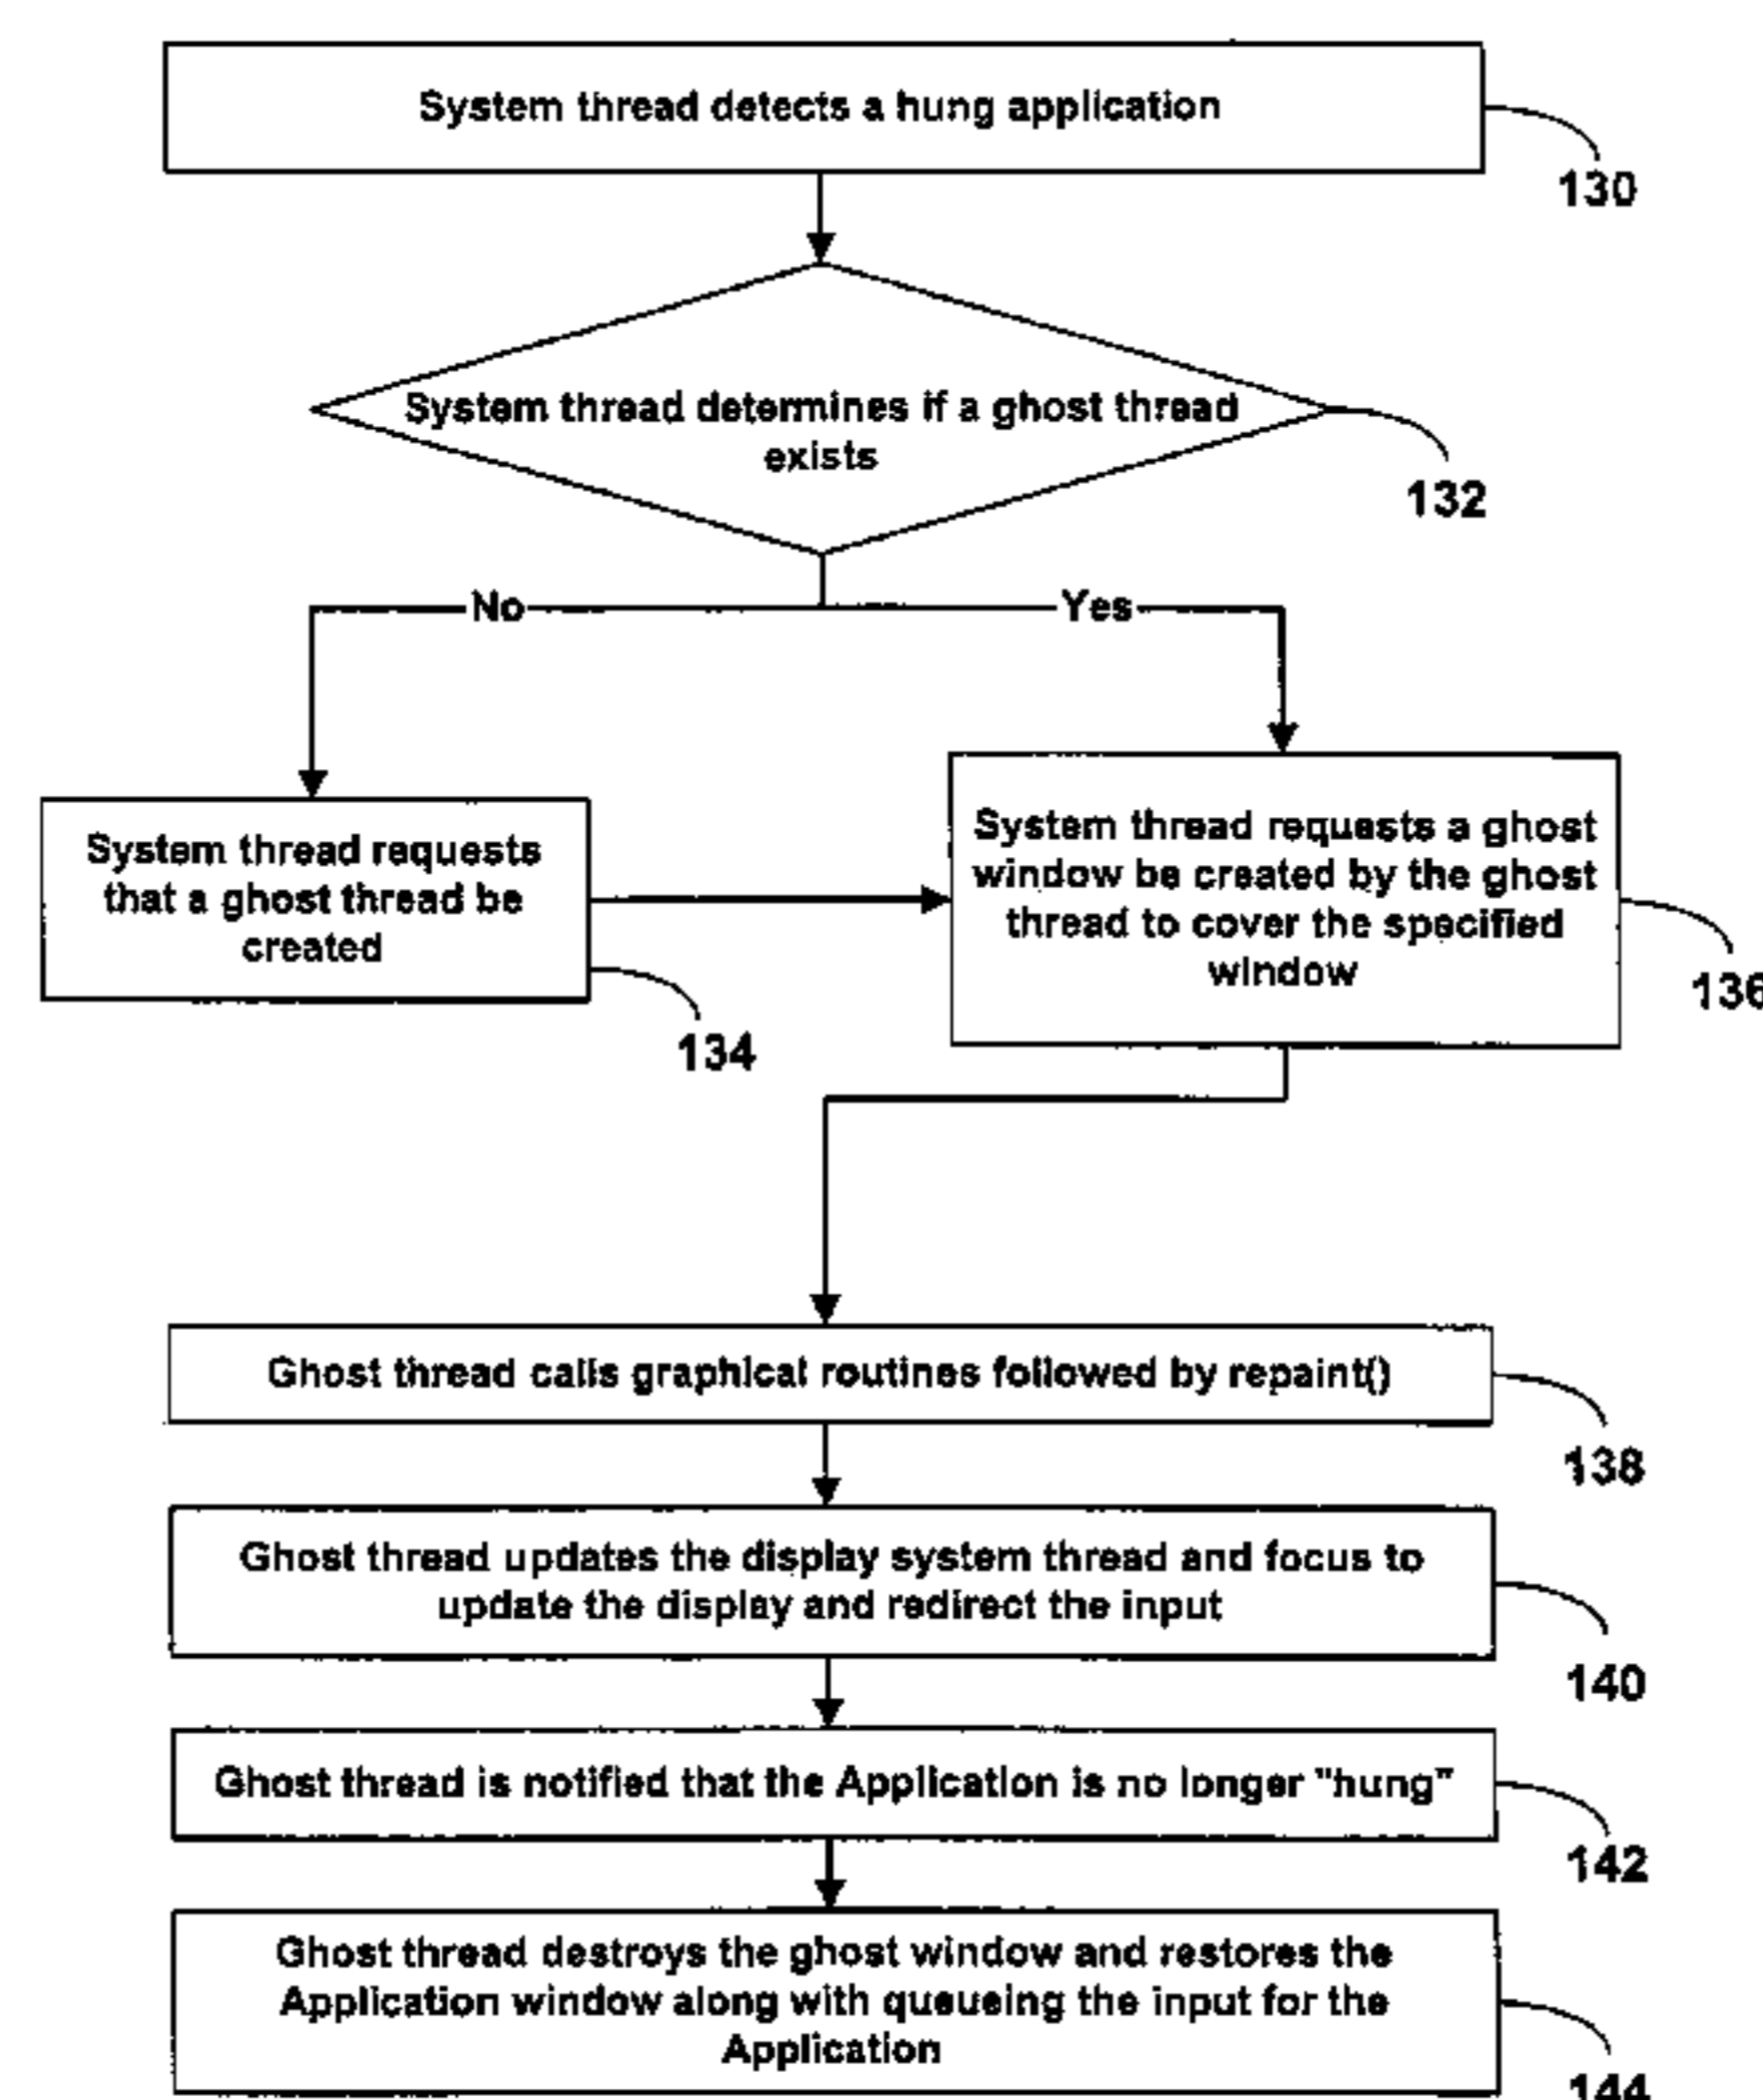 System thread detects a hung application
130
System thread determines if a ghost thread
exists
132
No
Yes
System thread requests
that a ghost thread be
created
134
System thread requests a ghost
window be created by the ghost
thread to cover the specified
window
136
Ghost thread calls graphical routines followed by repaint()
138
Ghost thread updates the display system thread and focus to
update the display and redirect the input
140
Ghost thread is notified that the Application is no longer "hung"
142
Ghost thread destroys the ghost window and restores the
Application window along with queueing the input for the
Application
144